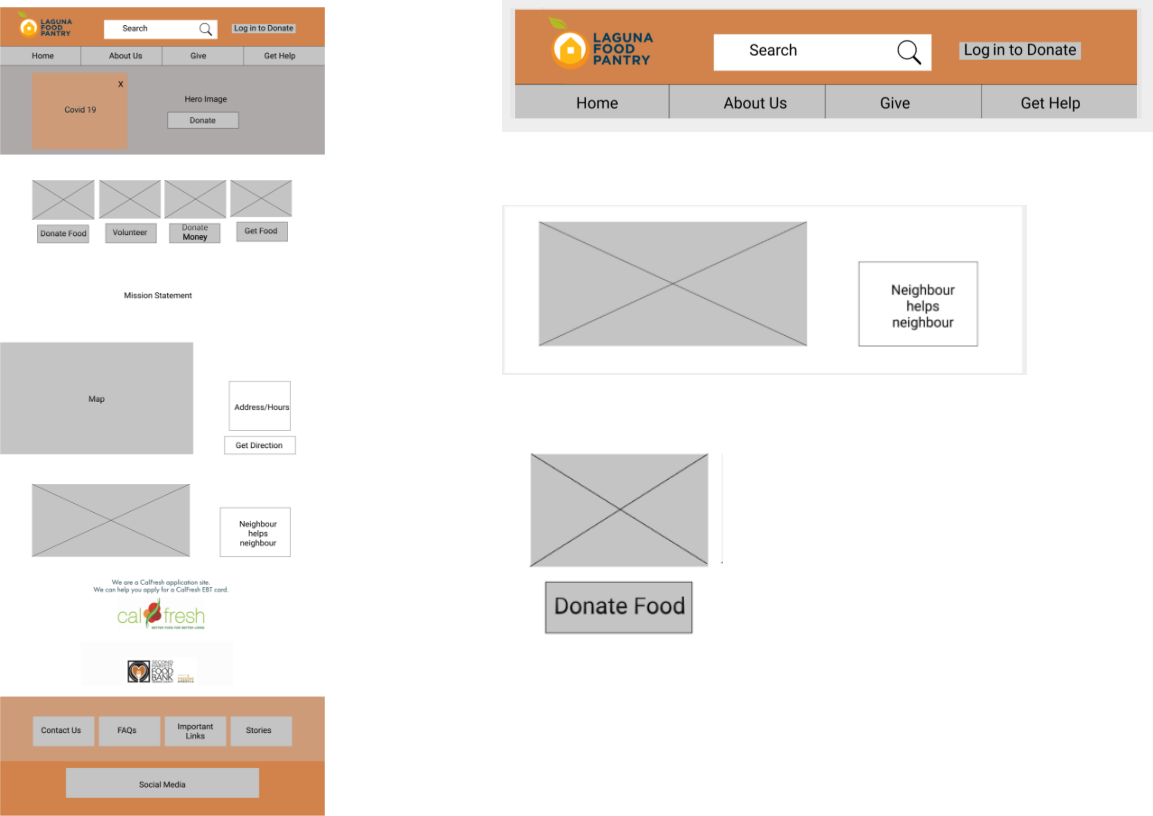 LAGUNA
FOOD
PANTRY
Search
Log in to Donate
Home
About Us
Give
Get Help
X
Covid 19
Hero Image
Donate
Donate Food
Volunteer
Donate
Money
Get Food
Mission Statement
Map
Address/Hours
Get Direction
Neighbour
helps
neighbour
We are a CalFresh application site.
We can help you apply for a CalFresh EBT card.
cal fresh
BETTER FOOD FOR BETTER LIVING
SECOND
HARVEST
FOOD
BANK
Contact Us
FAQs
Important
Links
Stories
Social Media
LAGUNA
FOOD
PANTRY
Search
Log in to Donate
Home
About Us
Give
Get Help
Neighbour
helps
neighbour
Donate Food